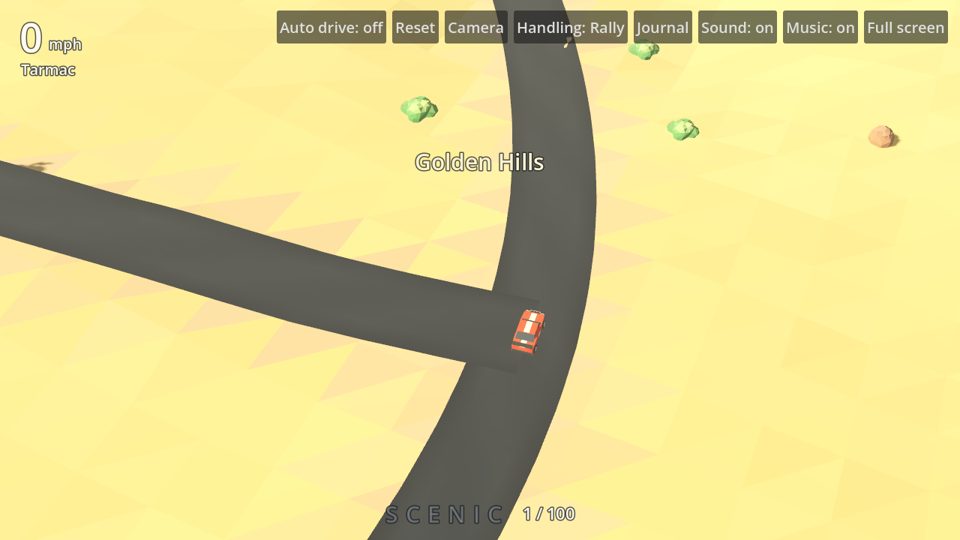 0 mph
Tarmac
Auto drive: off
Reset
Camera
Handling: Rally
Journal
Sound: on
Music: on
Full screen
Golden Hills
SCENIC 1 / 100